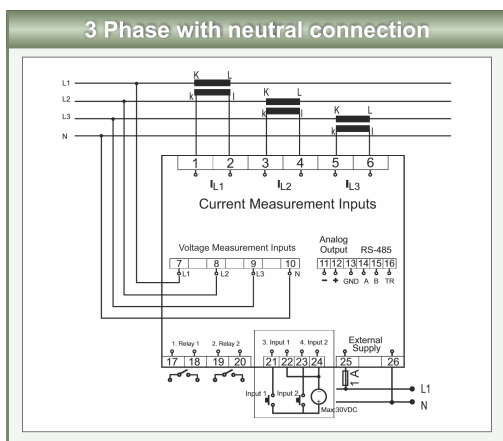 3 Phase with neutral connection
K L
L1
L2 K L
k l
L3 K L
k l
N k l
1 2 3 4 5 6
IL1 IL2 IL3
Current Measurement Inputs
Analog
Output RS-485
Voltage Measurement Inputs
7 8 9 10 11 12 13 14 15 16
L1 L2 L3 N - + GND A B TR
1. Relay 1 2. Relay 2 3. Input 1 4. Input 2 External
Supply
17 18 19 20 21 22 23 24 25 26
1 A
Input 1 Input 2 L1
+
- N
Max:30VDC